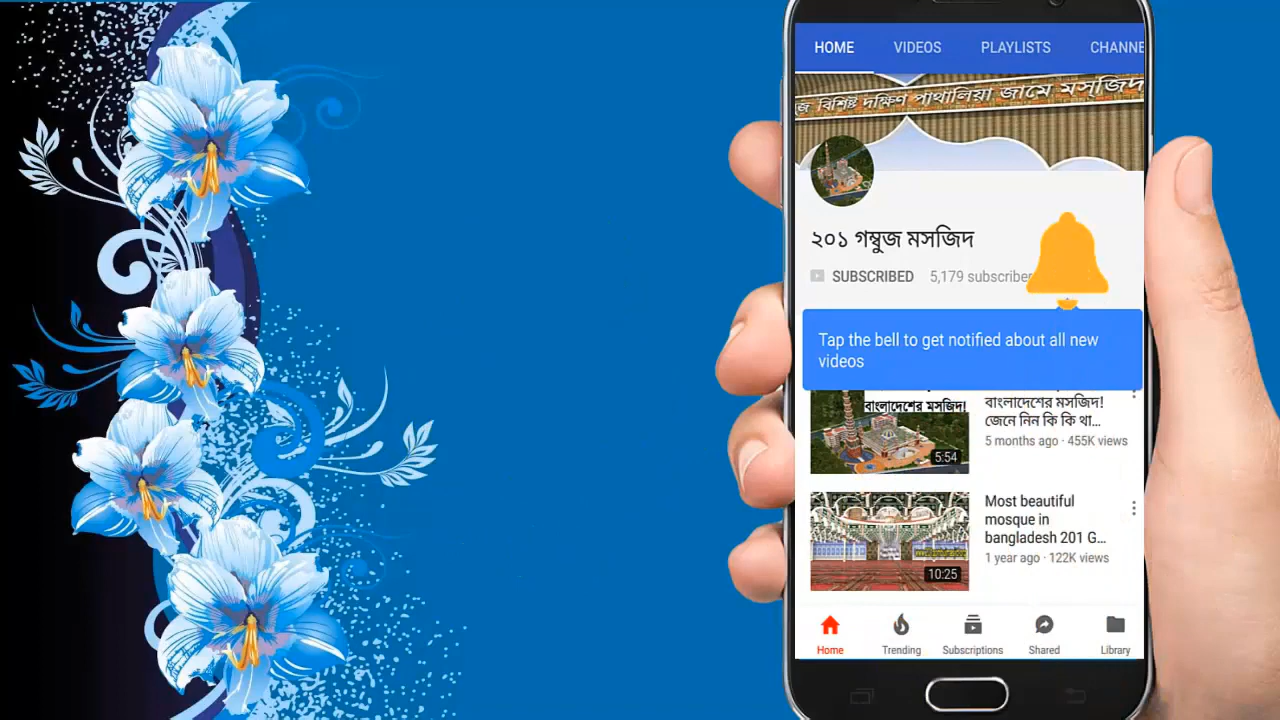 HOME VIDEOS PLAYLISTS CHANNE
জ বিশিষ্ট দক্ষিণ পাথালিয়া জামে মসজিদ
২০১ গম্বুজ মসজিদ
SUBSCRIBED 5,179 subscriber
Tap the bell to get notified about all new
videos
বাংলাদেশের মসজিদ!
5:54
বাংলাদেশের মসজিদ!
জেনে নিন কি কি থা...
5 months ago · 455K views
10:25
Most beautiful
mosque in
bangladesh 201 G...
1 year ago · 122K views
Home Trending Subscriptions Shared Library